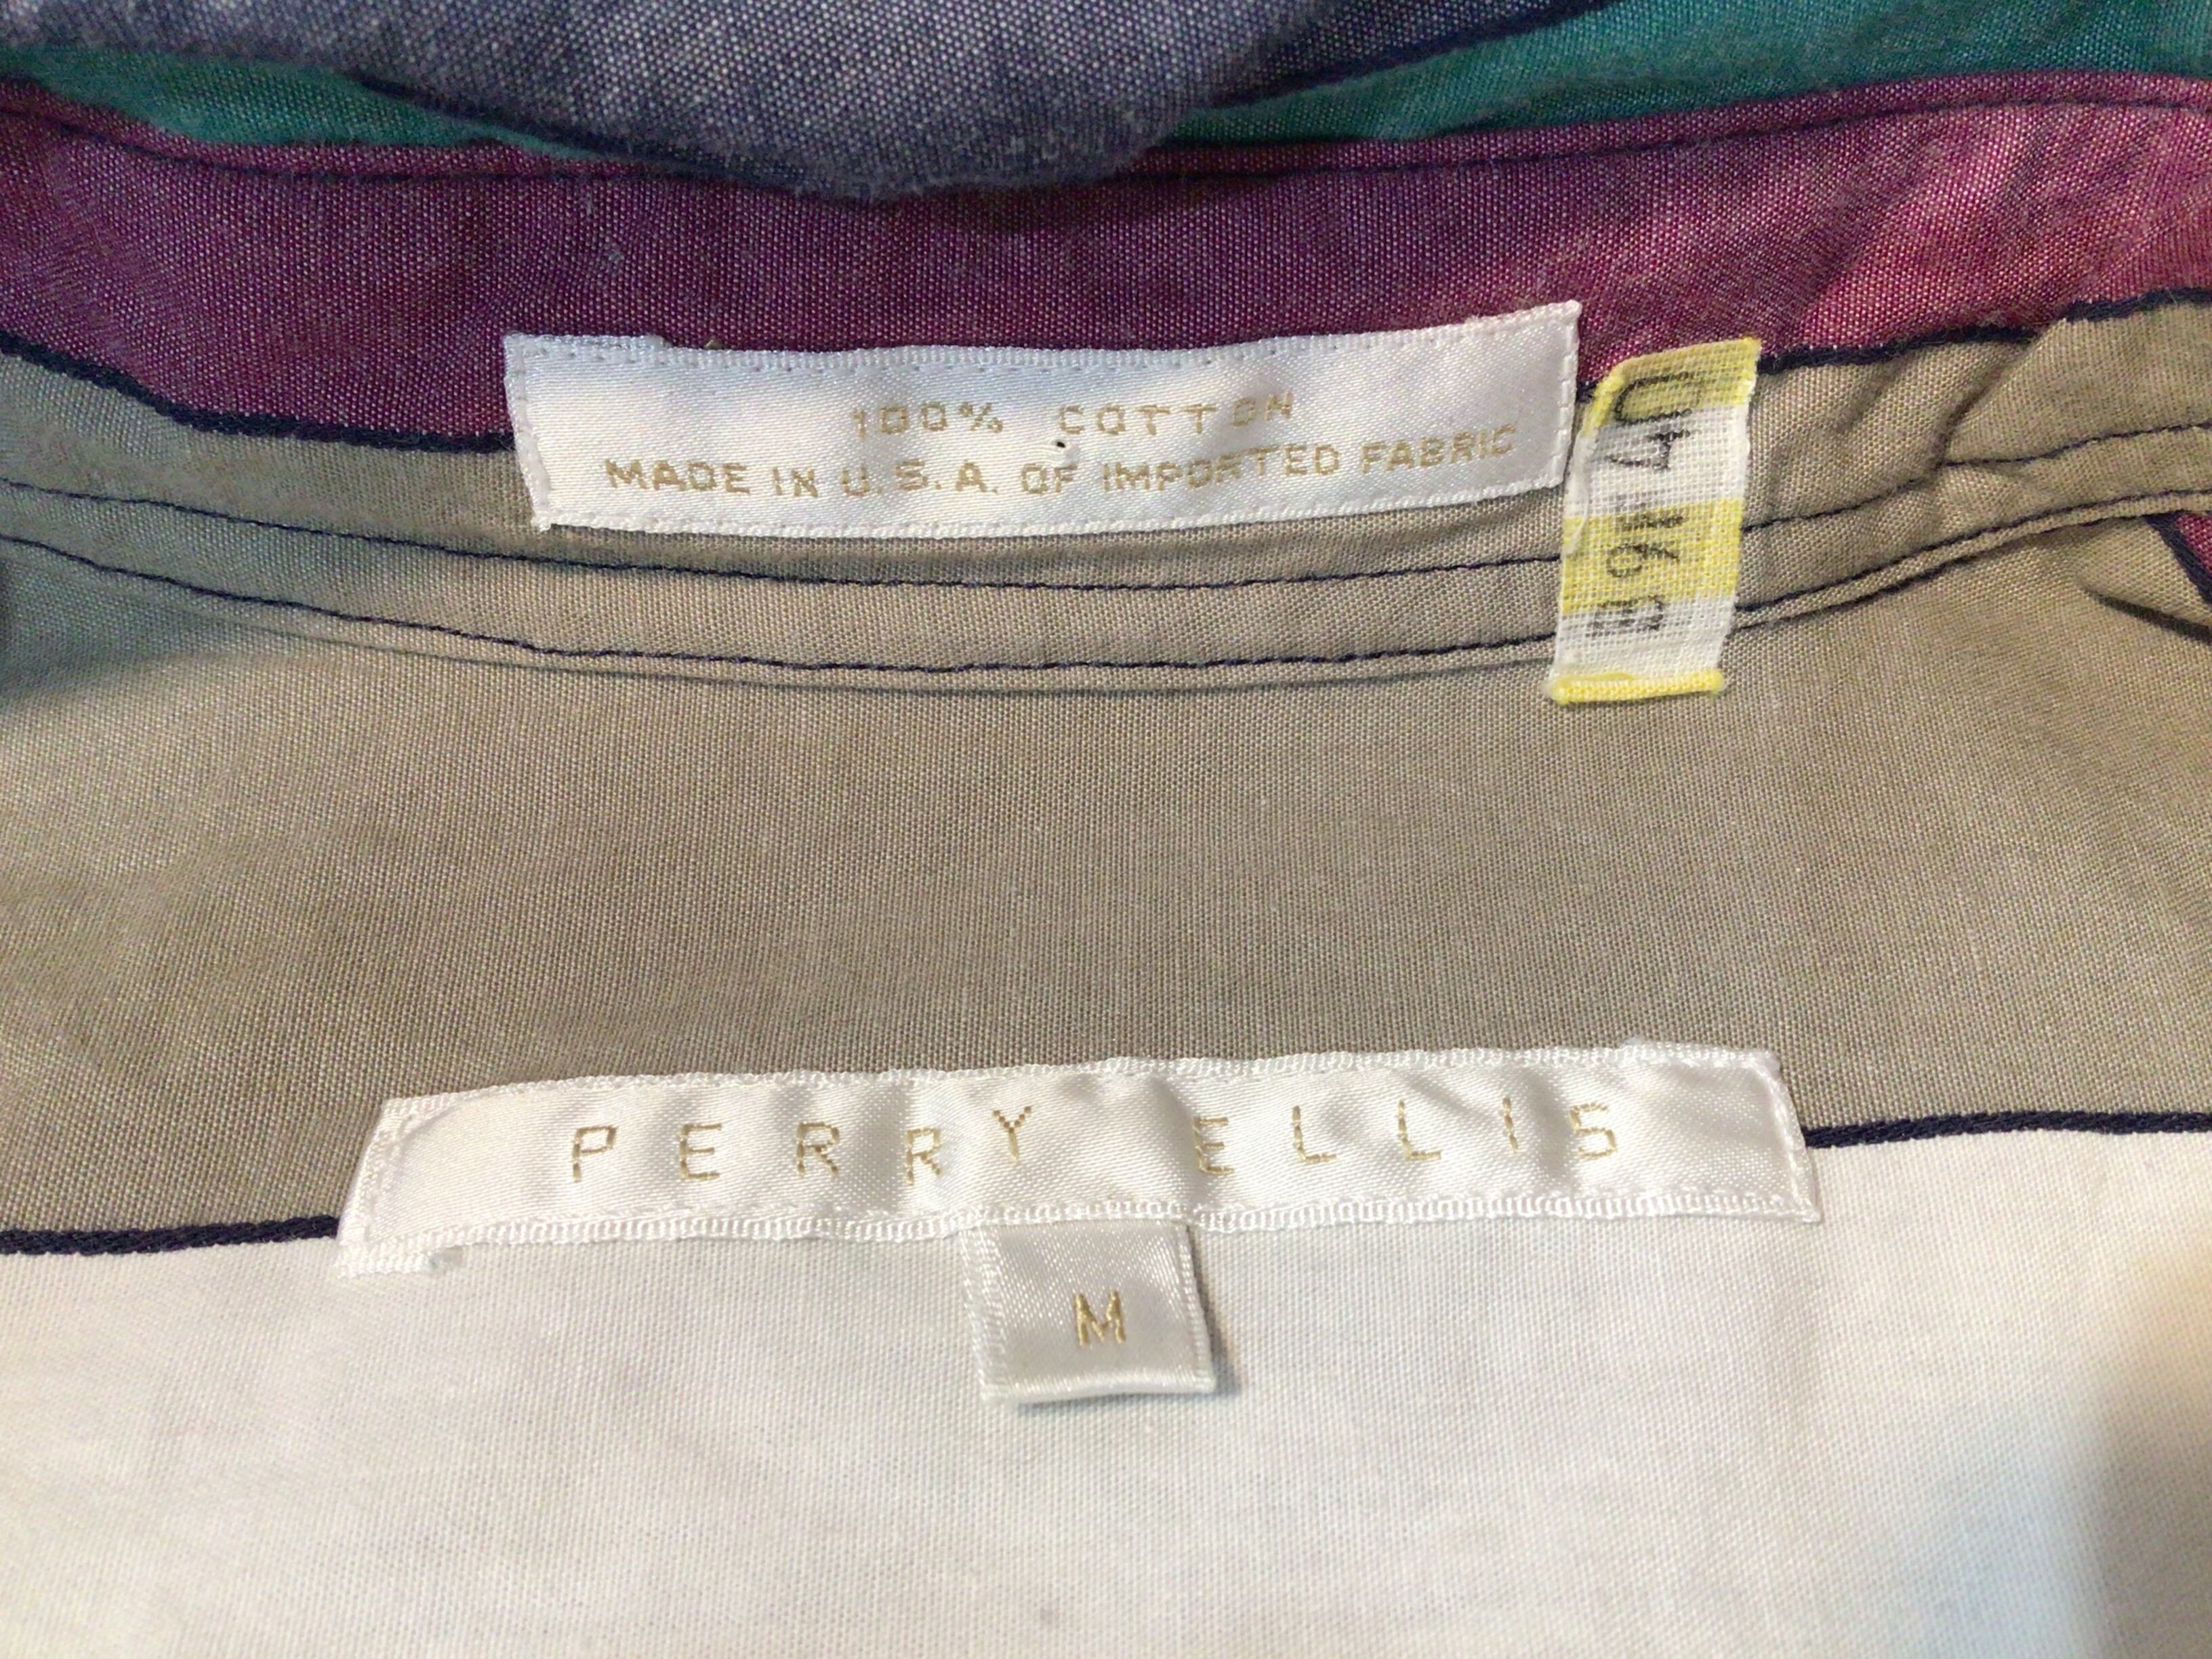 100% COTTON
MADE IN U.S.A. OF IMPORTED FABRIC
PERRY ELLIS
M